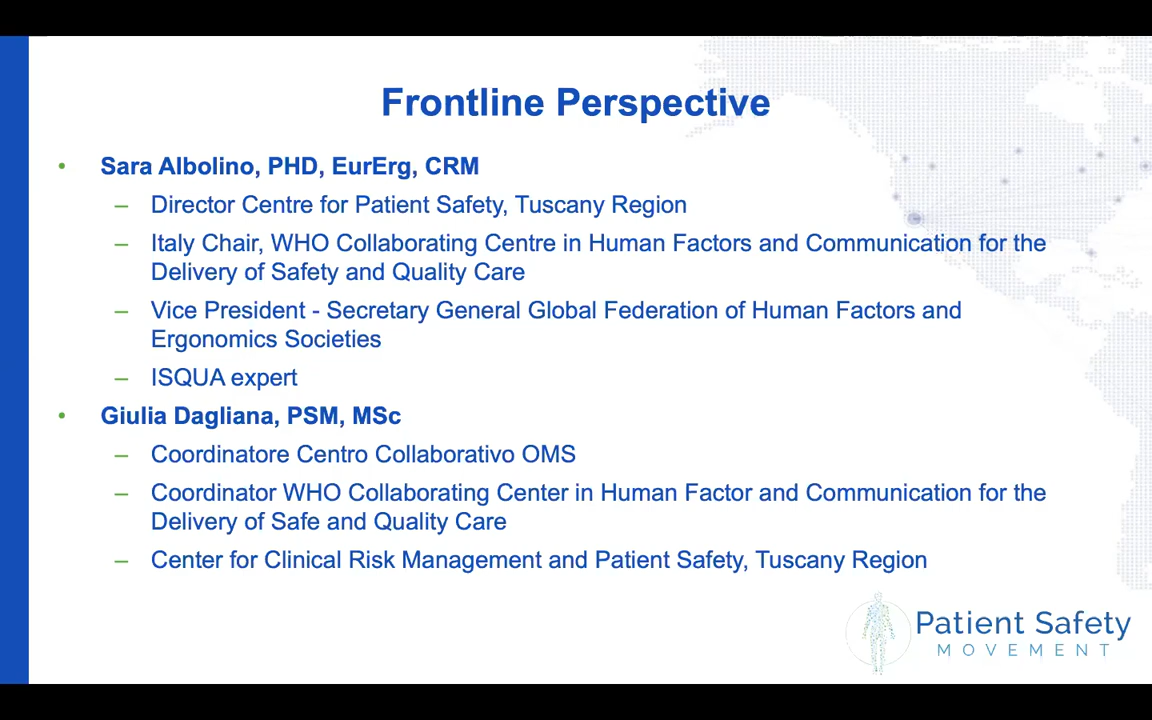 Frontline Perspective
• Sara Albolino, PHD, EurErg, CRM
– Director Centre for Patient Safety, Tuscany Region
– Italy Chair, WHO Collaborating Centre in Human Factors and Communication for the
Delivery of Safety and Quality Care
– Vice President - Secretary General Global Federation of Human Factors and
Ergonomics Societies
– ISQUA expert
• Giulia Dagliana, PSM, MSc
– Coordinatore Centro Collaborativo OMS
– Coordinator WHO Collaborating Center in Human Factor and Communication for the
Delivery of Safe and Quality Care
– Center for Clinical Risk Management and Patient Safety, Tuscany Region
Patient Safety
MOVEMENT